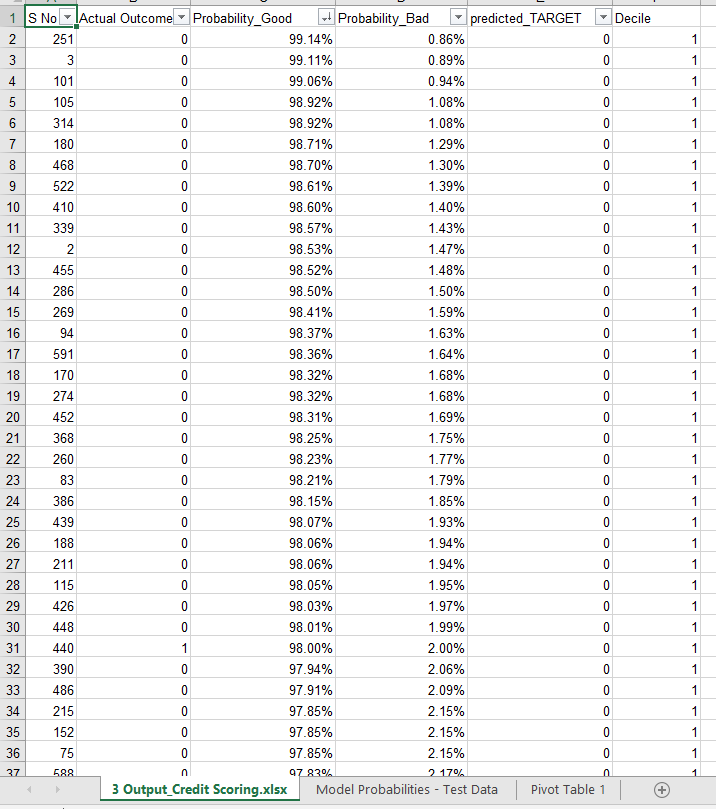 1 S No Actual Outcome Probability_Good Probability_Bad predicted_TARGET Decile
2 251 0 99.14% 0.86% 0 1
3 3 0 99.11% 0.89% 0 1
4 101 0 99.06% 0.94% 0 1
5 105 0 98.92% 1.08% 0 1
6 314 0 98.92% 1.08% 0 1
7 180 0 98.71% 1.29% 0 1
8 468 0 98.70% 1.30% 0 1
9 522 0 98.61% 1.39% 0 1
10 410 0 98.60% 1.40% 0 1
11 339 0 98.57% 1.43% 0 1
12 2 0 98.53% 1.47% 0 1
13 455 0 98.52% 1.48% 0 1
14 286 0 98.50% 1.50% 0 1
15 269 0 98.41% 1.59% 0 1
16 94 0 98.37% 1.63% 0 1
17 591 0 98.36% 1.64% 0 1
18 170 0 98.32% 1.68% 0 1
19 274 0 98.32% 1.68% 0 1
20 452 0 98.31% 1.69% 0 1
21 368 0 98.25% 1.75% 0 1
22 260 0 98.23% 1.77% 0 1
23 83 0 98.21% 1.79% 0 1
24 386 0 98.15% 1.85% 0 1
25 439 0 98.07% 1.93% 0 1
26 188 0 98.06% 1.94% 0 1
27 211 0 98.06% 1.94% 0 1
28 115 0 98.05% 1.95% 0 1
29 426 0 98.03% 1.97% 0 1
30 448 0 98.01% 1.99% 0 1
31 440 1 98.00% 2.00% 0 1
32 390 0 97.94% 2.06% 0 1
33 486 0 97.91% 2.09% 0 1
34 215 0 97.85% 2.15% 0 1
35 152 0 97.85% 2.15% 0 1
36 75 0 97.85% 2.15% 0 1
37 588 0 97.83% 2.17% 0 1
3 Output_Credit Scoring.xlsx Model Probabilities - Test Data Pivot Table 1